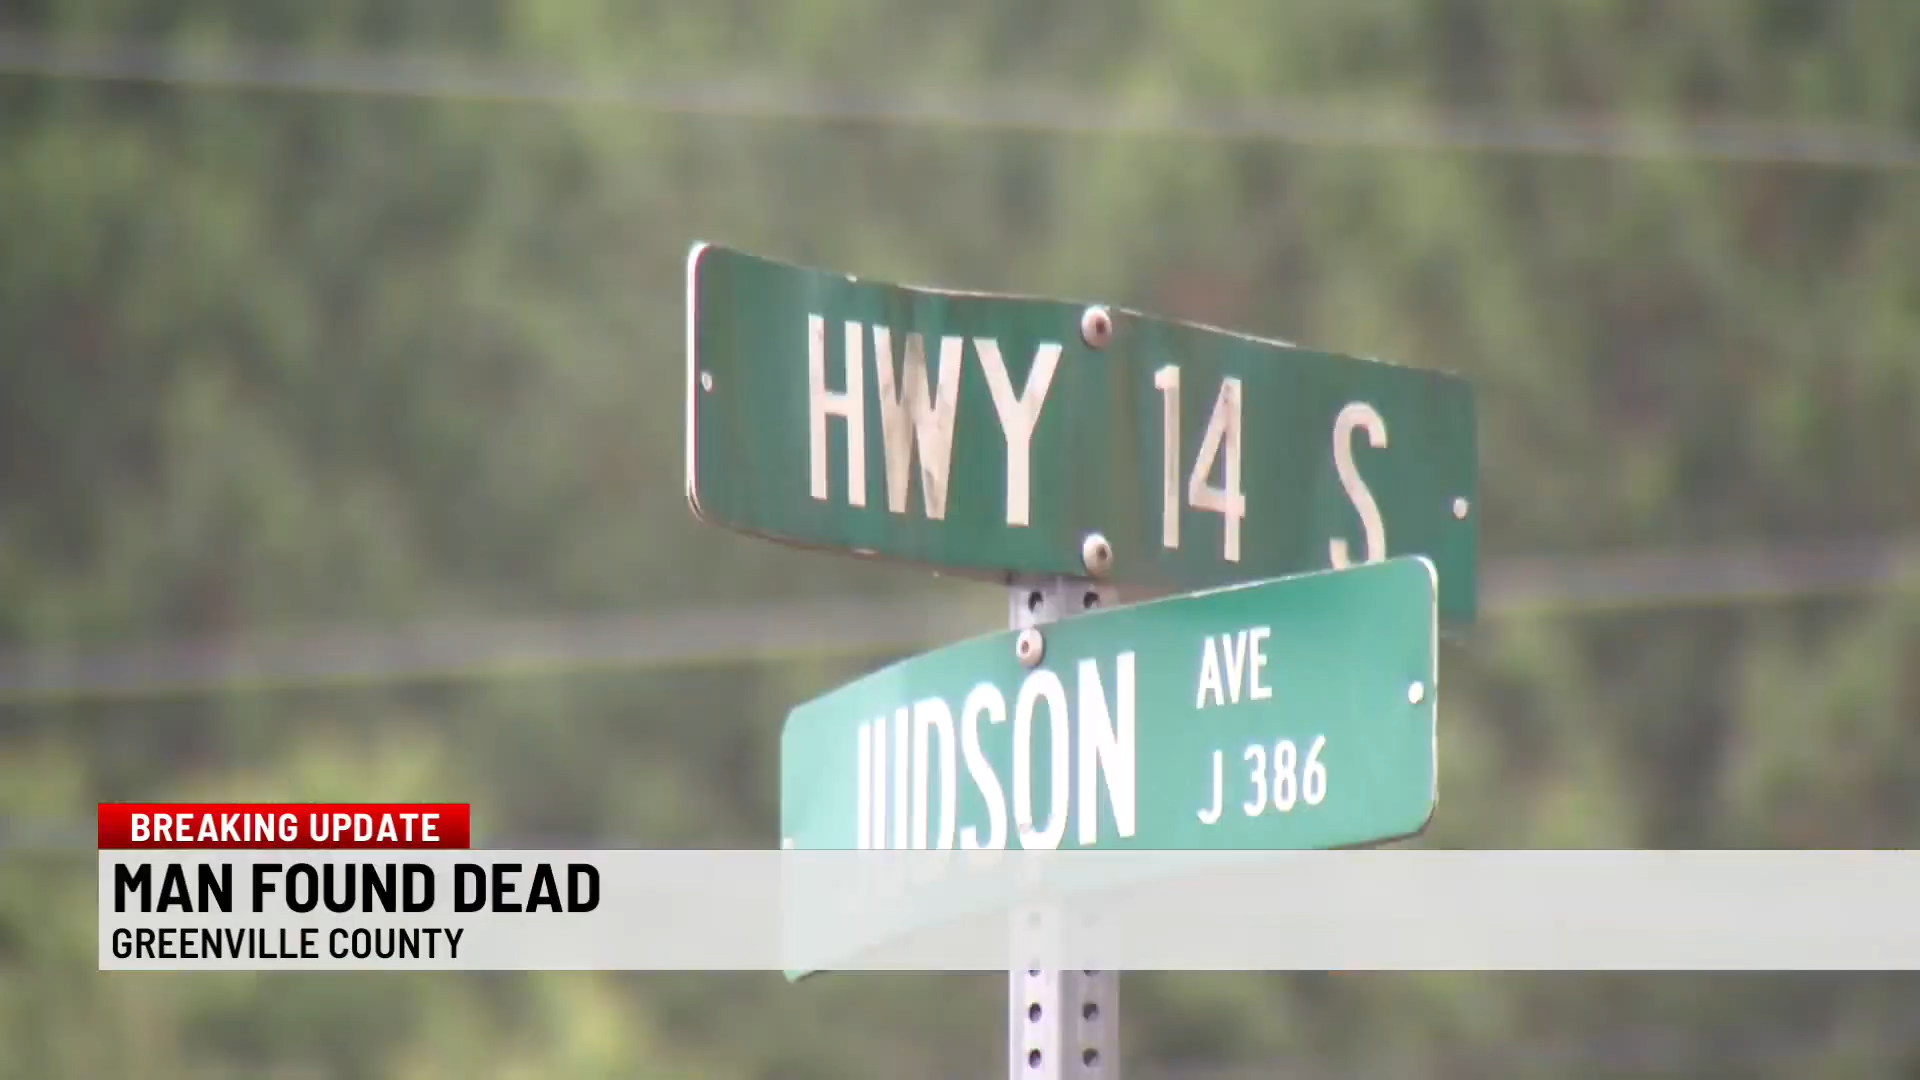 HWY 14 S
JUDSON AVE
J 386
BREAKING UPDATE
MAN FOUND DEAD
GREENVILLE COUNTY